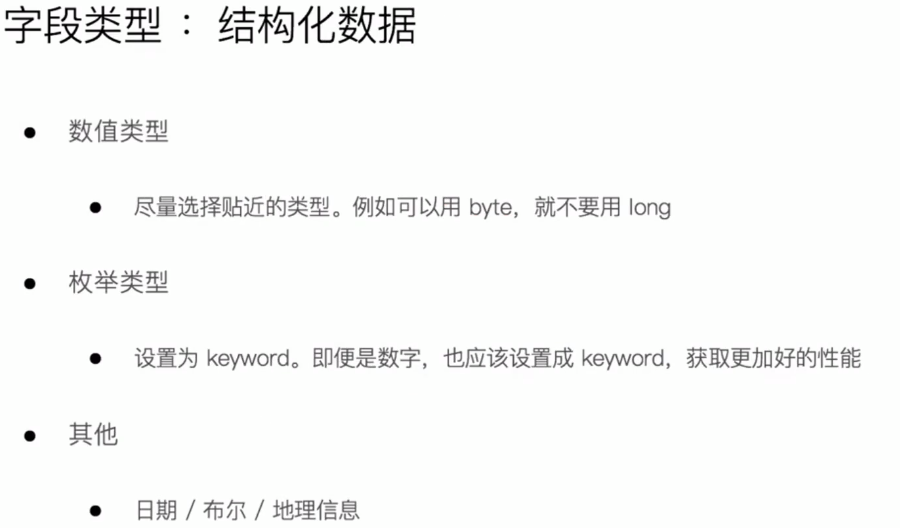 字段类型 ： 结构化数据
● 数值类型
● 尽量选择贴近的类型。例如可以用 byte，就不要用 long
● 枚举类型
● 设置为 keyword。即便是数字，也应该设置成 keyword，获取更加好的性能
● 其他
● 日期 / 布尔 / 地理信息